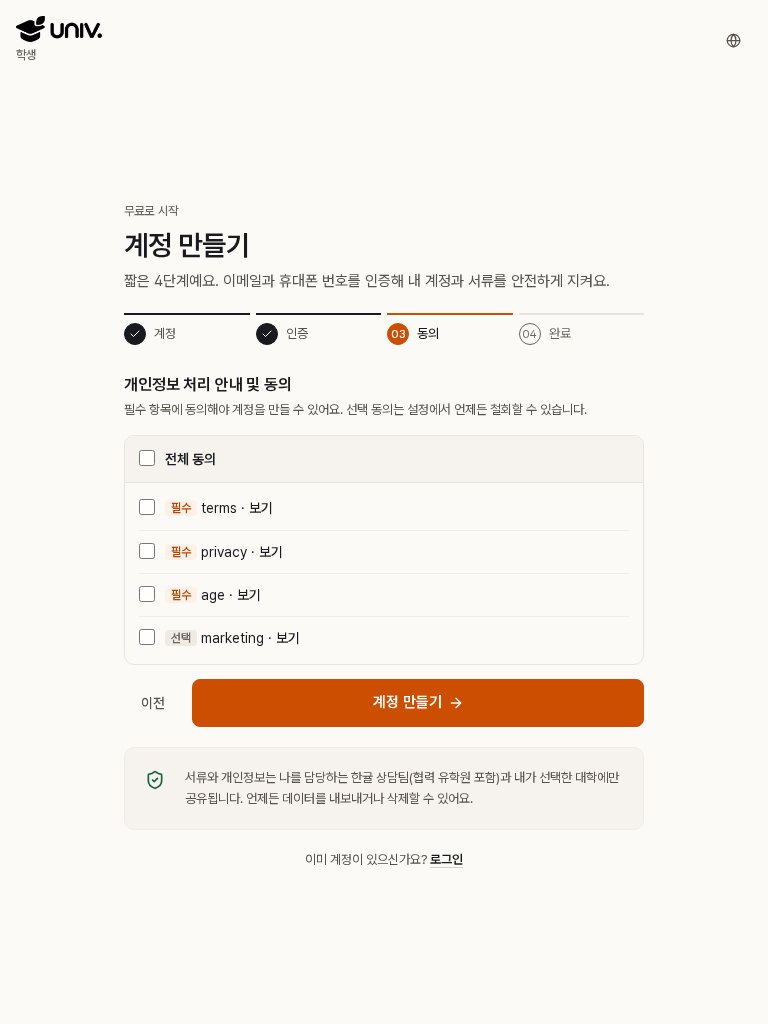 UNIV.
학생
무료로 시작
계정 만들기
짧은 4단계예요. 이메일과 휴대폰 번호를 인증해 내 계정과 서류를 안전하게 지켜요.
계정
인증
03 동의
04 완료
개인정보 처리 안내 및 동의
필수 항목에 동의해야 계정을 만들 수 있어요. 선택 동의는 설정에서 언제든 철회할 수 있습니다.
전체 동의
필수 terms · 보기
필수 privacy · 보기
필수 age · 보기
선택 marketing · 보기
이전
계정 만들기 →
서류와 개인정보는 나를 담당하는 한귤 상담팀(협력 유학원 포함)과 내가 선택한 대학에만
공유됩니다. 언제든 데이터를 내보내거나 삭제할 수 있어요.
이미 계정이 있으신가요? 로그인